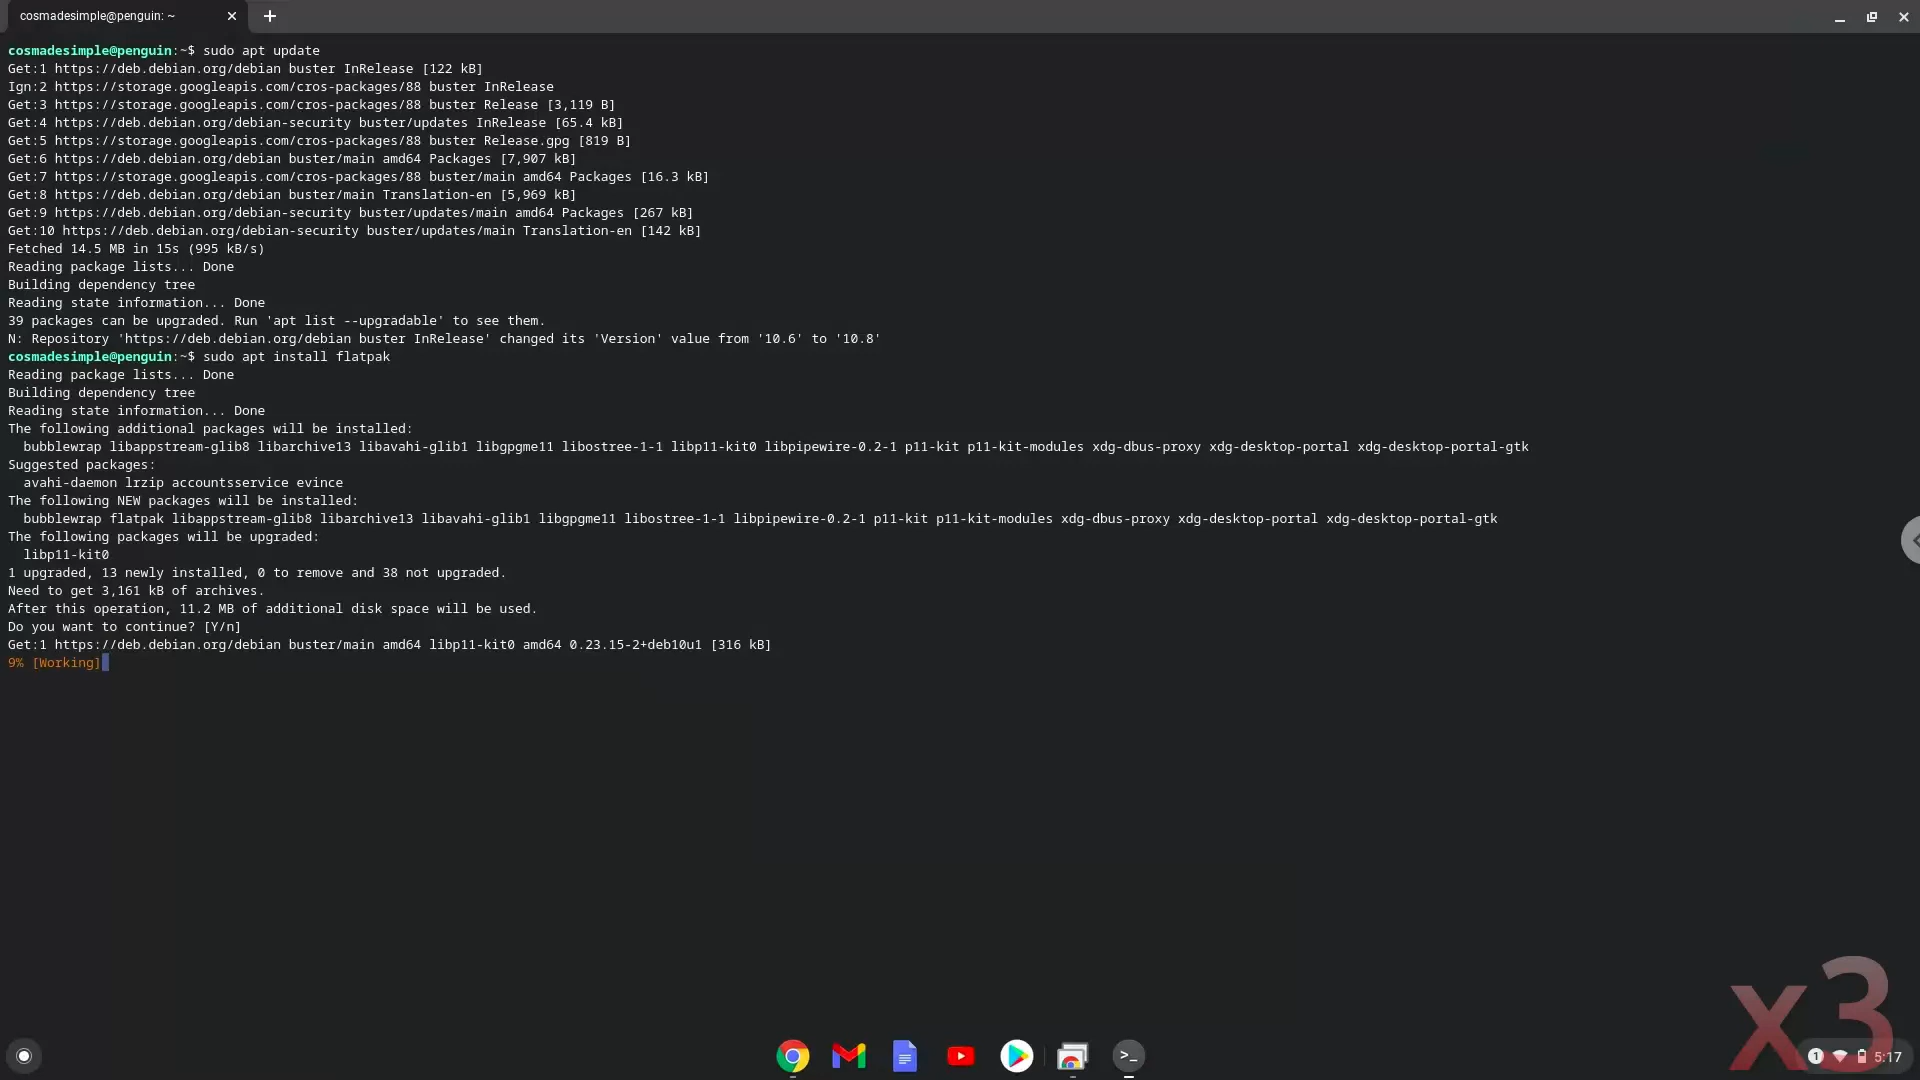 cosmadesimple@penguin: ~
cosmadesimple@penguin:~$ sudo apt update
Get:1 https://deb.debian.org/debian buster InRelease [122 kB]
Ign:2 https://storage.googleapis.com/cros-packages/88 buster InRelease
Get:3 https://storage.googleapis.com/cros-packages/88 buster Release [3,119 B]
Get:4 https://deb.debian.org/debian-security buster/updates InRelease [65.4 kB]
Get:5 https://storage.googleapis.com/cros-packages/88 buster Release.gpg [819 B]
Get:6 https://deb.debian.org/debian buster/main amd64 Packages [7,907 kB]
Get:7 https://storage.googleapis.com/cros-packages/88 buster/main amd64 Packages [16.3 kB]
Get:8 https://deb.debian.org/debian buster/main Translation-en [5,969 kB]
Get:9 https://deb.debian.org/debian-security buster/updates/main amd64 Packages [267 kB]
Get:10 https://deb.debian.org/debian-security buster/updates/main Translation-en [142 kB]
Fetched 14.5 MB in 15s (995 kB/s)
Reading package lists... Done
Building dependency tree
Reading state information... Done
39 packages can be upgraded. Run 'apt list --upgradable' to see them.
N: Repository 'https://deb.debian.org/debian buster InRelease' changed its 'Version' value from '10.6' to '10.8'
cosmadesimple@penguin:~$ sudo apt install flatpak
Reading package lists... Done
Building dependency tree
Reading state information... Done
The following additional packages will be installed:
bubblewrap libappstream-glib8 libarchive13 libavahi-glib1 libgpgme11 libostree-1-1 libp11-kit0 libpipewire-0.2-1 p11-kit p11-kit-modules xdg-dbus-proxy xdg-desktop-portal xdg-desktop-portal-gtk
Suggested packages:
avahi-daemon lrzip accountsservice evince
The following NEW packages will be installed:
bubblewrap flatpak libappstream-glib8 libarchive13 libavahi-glib1 libgpgme11 libostree-1-1 libpipewire-0.2-1 p11-kit p11-kit-modules xdg-dbus-proxy xdg-desktop-portal xdg-desktop-portal-gtk
The following packages will be upgraded:
libp11-kit0
1 upgraded, 13 newly installed, 0 to remove and 38 not upgraded.
Need to get 3,161 kB of archives.
After this operation, 11.2 MB of additional disk space will be used.
Do you want to continue? [Y/n]
Get:1 https://deb.debian.org/debian buster/main amd64 libp11-kit0 amd64 0.23.15-2+deb10u1 [316 kB]
9% [Working]
x3
1 5:17